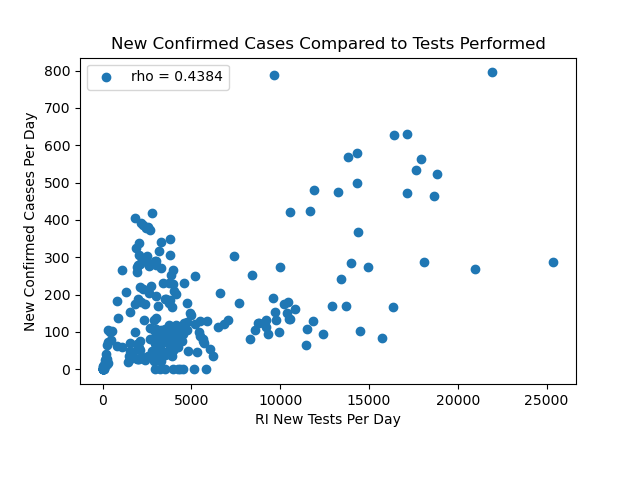 New Confirmed Cases Compared to Tests Performed
rho = 0.4384
New Confirmed Caeses Per Day
800
700
600
500
400
300
200
100
0
0 5000 10000 15000 20000 25000
RI New Tests Per Day